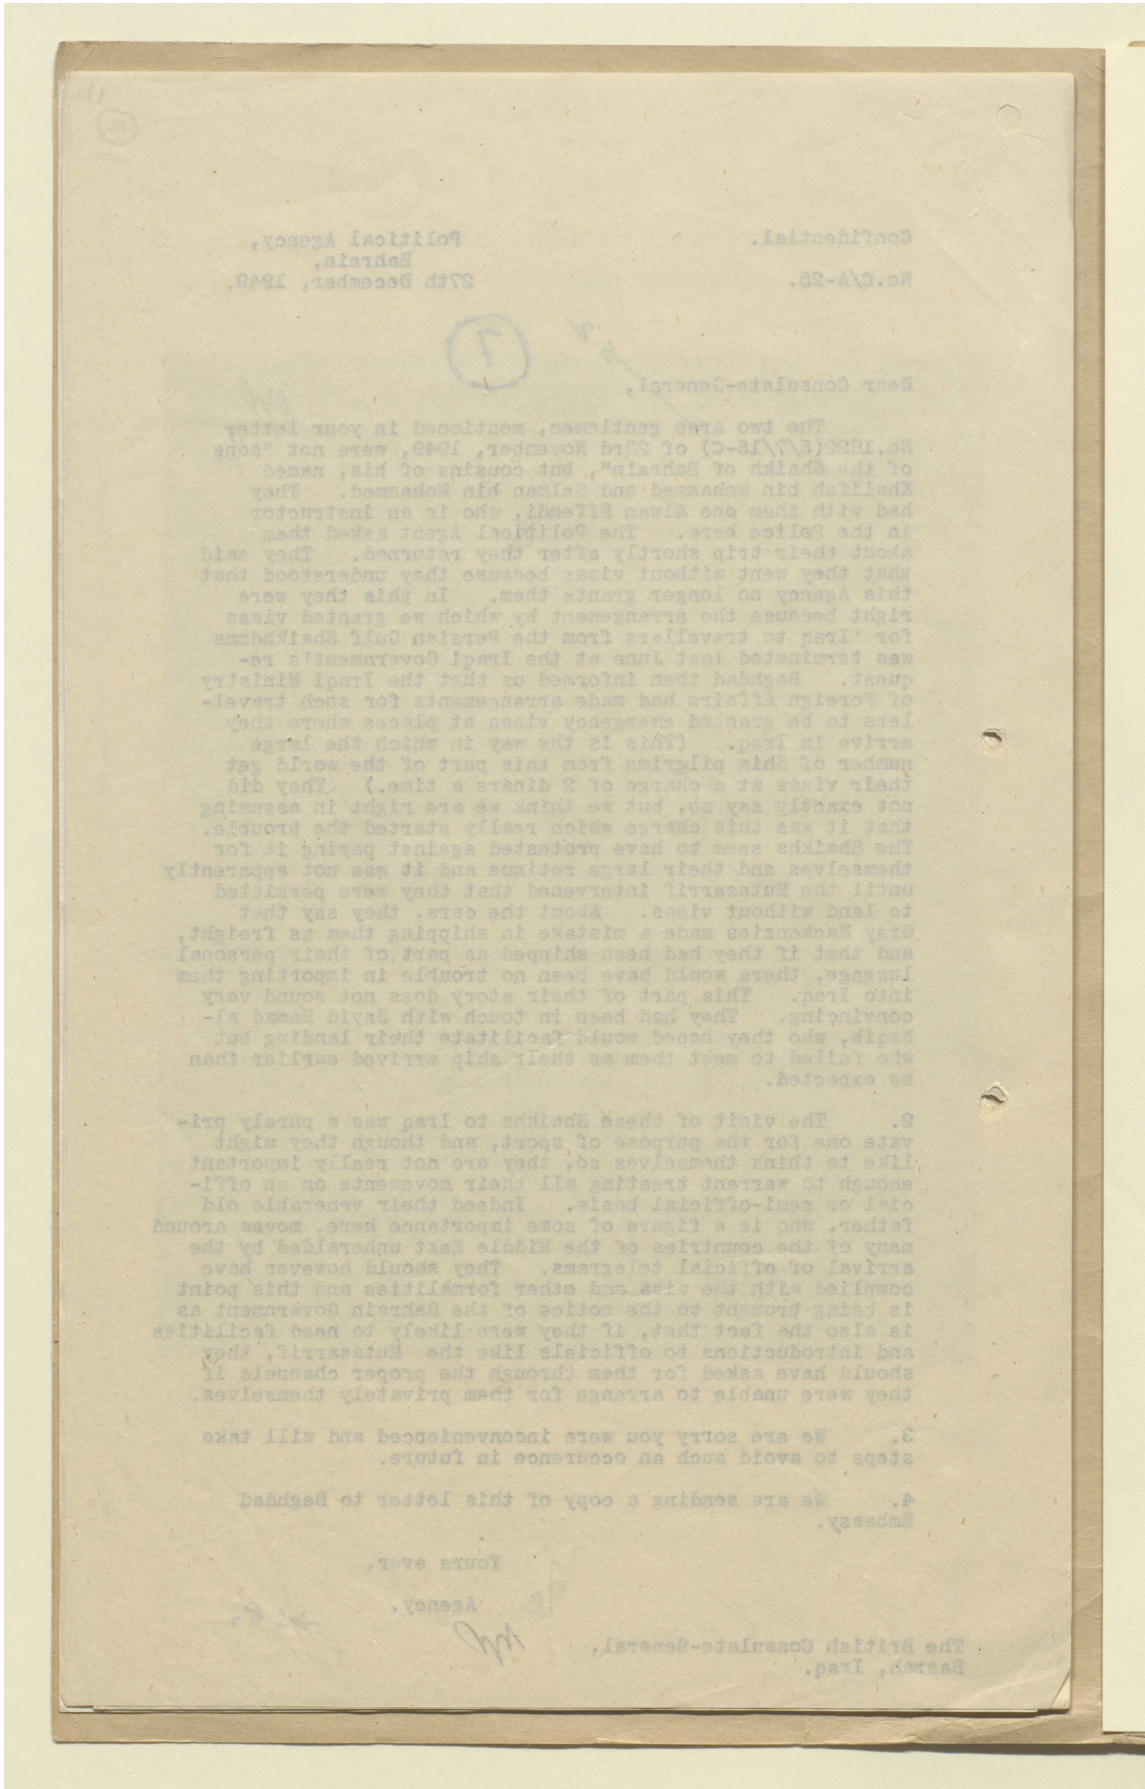 Confidential.
Political Agency,
Bahrain,
No.C/A-25.
27th December, 1949.
7
Dear Consulate-General,
The two Arab gentlemen, mentioned in your letter
No.1822(5/7/15-C) of 23rd November, 1949, were not "sons
of the Shaikh of Bahrain", but cousins of his, named
Khalifah bin Mohammed and Salman bin Mohammed. They
had with them one Alwan Effendi, who is an instructor
in the Police here. The Political Agent asked them
about their trip shortly after they returned. They said
that they went without visas because they understood that
this Agency no longer grants them. In this they were
right because the arrangement by which we granted visas
for 'Iraq to travellers from the Persian Gulf Shaikhdoms
was terminated last June at the Iraqi Government's re-
quest. Baghdad then informed us that the Iraqi Ministry
of Foreign Affairs had made arrangements for such travel-
lers to be granted emergency visas at places where they
arrive in Iraq. (This is the way in which the large
number of Shia pilgrims from this part of the world get
their visas at a charge of 2 dinars a time.) They did
not exactly say so, but we think we are right in assuming
that it was this charge which really started the trouble.
The Shaikhs seem to have protested against paying it for
themselves and their large retinue and it was not apparently
until the Mutasarrif intervened that they were permitted
to land without visas. About the cars, they say that
Gray Mackenzies made a mistake in shipping them as freight,
and that if they had been shipped as part of their personal
luggage, there would have been no trouble in importing them
into Iraq. This part of their story does not sound very
convincing. They had been in touch with Sayid Hamad al-
Naqib, who they hoped would facilitate their landing but
who failed to meet them as their ship arrived earlier than
he expected.
2. The visit of these Shaikhs to Iraq was a purely pri-
vate one for the purpose of sport, and though they might
like to think themselves so, they are not really important
enough to warrant treating all their movements on an offi-
cial or semi-official basis. Indeed their venerable old
father, who is a figure of some importance here, moves around
many of the countries of the Middle East unheralded by the
arrival of official telegrams. They should however have
complied with the visa and other formalities and this point
is being brought to the notice of the Bahrain Government as
is also the fact that, if they were likely to need facilities
and introductions to officials like the Mutasarrif, they
should have asked for them through the proper channels if
they were unable to arrange for them privately themselves.
3. We are sorry you were inconvenienced and will take
steps to avoid such an occurence in future.
4. We are sending a copy of this letter to Baghdad
Embassy.
Yours ever,
Agency.
The British Consulate-General,
Basrah, Iraq.